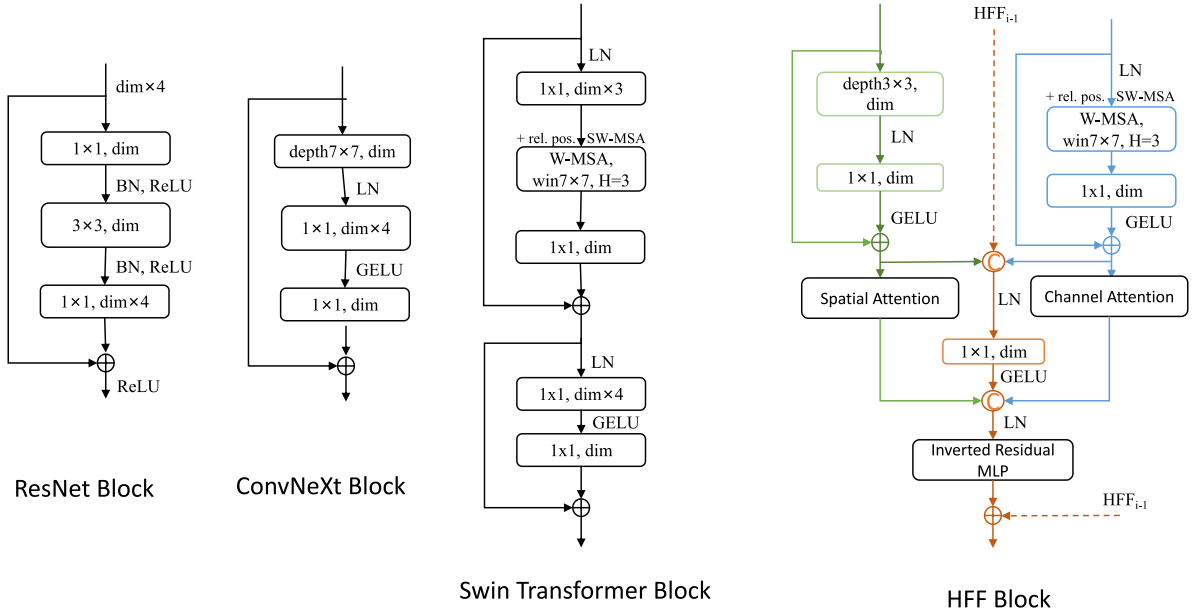 dim×4
1×1, dim
BN, ReLU
3×3, dim
BN, ReLU
1×1, dim×4
ReLU
ResNet Block
depth7×7, dim
LN
1×1, dim×4
GELU
1×1, dim
ConvNeXt Block
LN
1x1, dim×3
+ rel. pos. SW-MSA
W-MSA,
win7×7, H=3
1x1, dim
LN
1x1, dim×4
GELU
1x1, dim
Swin Transformer Block
depth3×3,
dim
LN
1×1, dim
GELU
Spatial Attention
HFFi-1
C
LN
1×1, dim
GELU
C
LN
Inverted Residual
MLP
HFFi-1
LN
+ rel. pos. SW-MSA
W-MSA,
win7×7, H=3
1x1, dim
GELU
Channel Attention
HFF Block